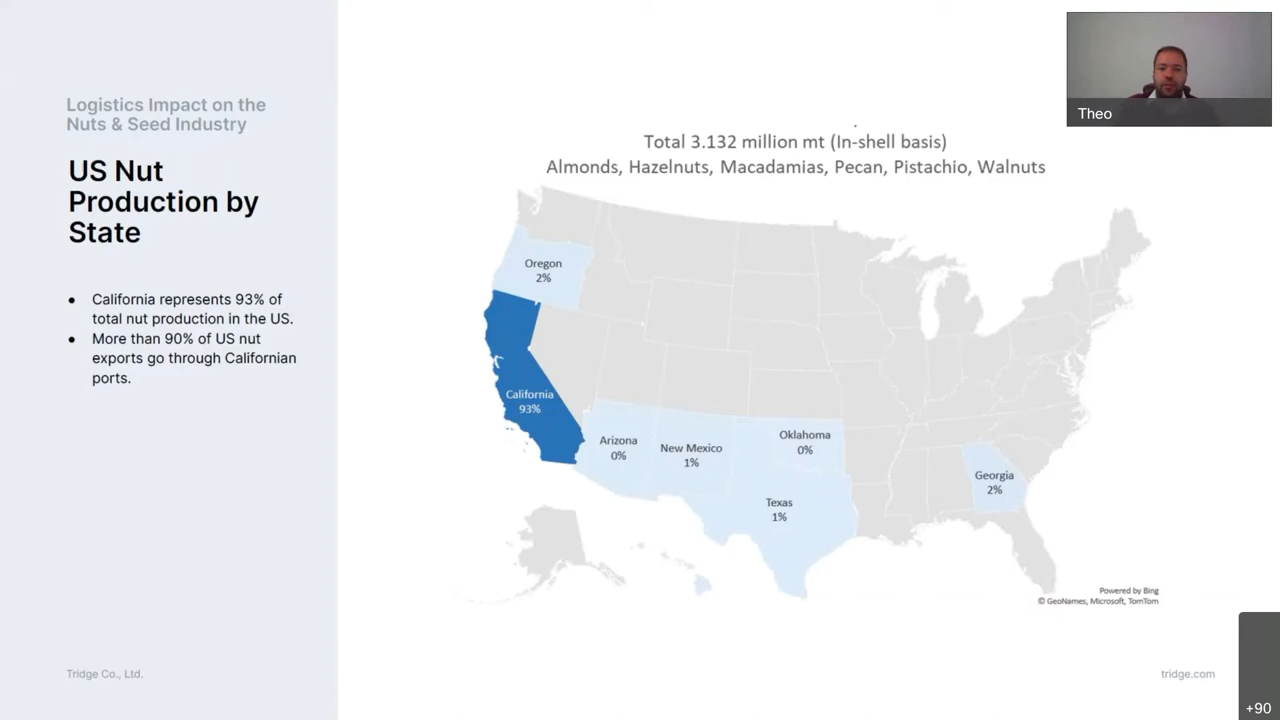 Logistics Impact on the
Nuts & Seed Industry
US Nut
Production by
State
● California represents 93% of
total nut production in the US.
● More than 90% of US nut
exports go through Californian
ports.
Total 3.132 million mt (In-shell basis)
Almonds, Hazelnuts, Macadamias, Pecan, Pistachio, Walnuts
Oregon
2%
California
93%
Arizona
0%
New Mexico
1%
Oklahoma
0%
Texas
1%
Georgia
2%
Powered by Bing
© GeoNames, Microsoft, TomTom
Theo
Tridge Co., Ltd.
tridge.com
+90